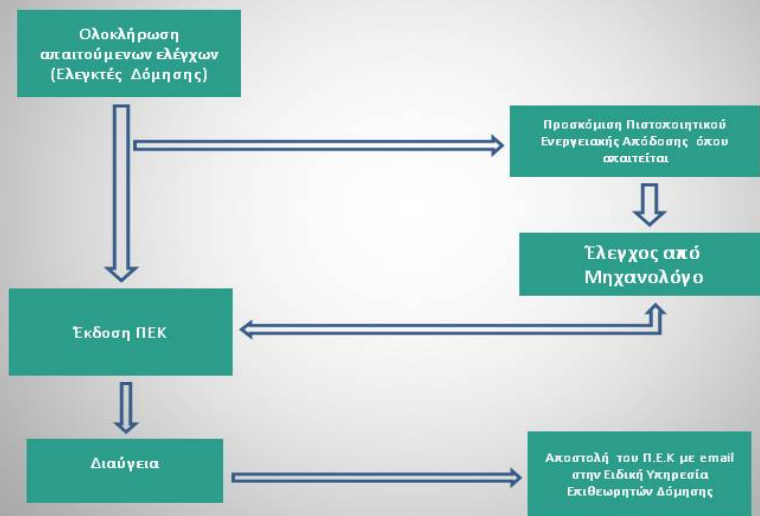 Ολοκλήρωση
απαιτούμενων ελέγχων
(Ελεγκτές Δόμησης)
Προσκόμιση Πιστοποιητικού
Ενεργειακής Απόδοσης όπου
απαιτείται
Έλεγχος από
Μηχανολόγο
Έκδοση ΠΕΚ
Διαύγεια
Αποστολή του Π.Ε.Κ με email
στην Ειδική Υπηρεσία
Επιθεωρητών Δόμησης